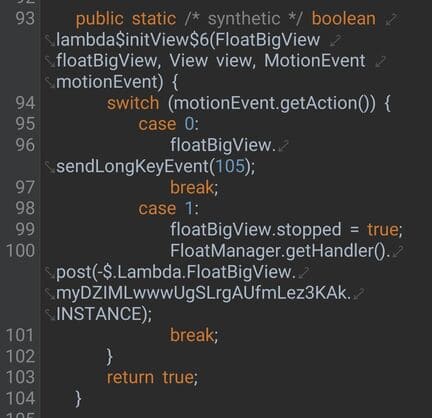 93 public static /* synthetic */ boolean
lambda$initView$6(FloatBigView
floatBigView, View view, MotionEvent
motionEvent) {
94 switch (motionEvent.getAction()) {
95 case 0:
96 floatBigView.
sendLongKeyEvent(105);
97 break;
98 case 1:
99 floatBigView.stopped = true;
100 FloatManager.getHandler().
post(-$.Lambda.FloatBigView.
myDZIMLwwwUgSLrgAUfmLez3KAk.
INSTANCE);
101 break;
102 }
103 return true;
104 }